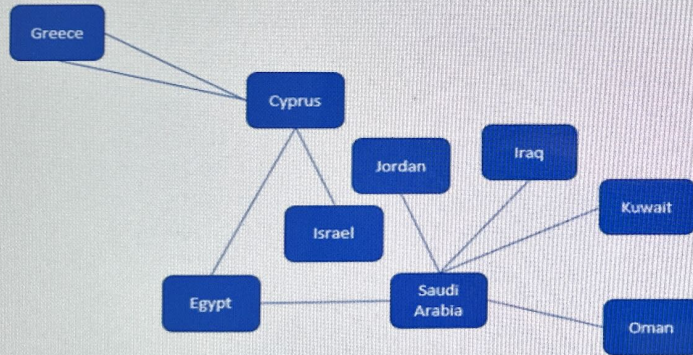 Greece
Cyprus
Jordan
Iraq
Kuwait
Israel
Egypt
Saudi
Arabia
Oman